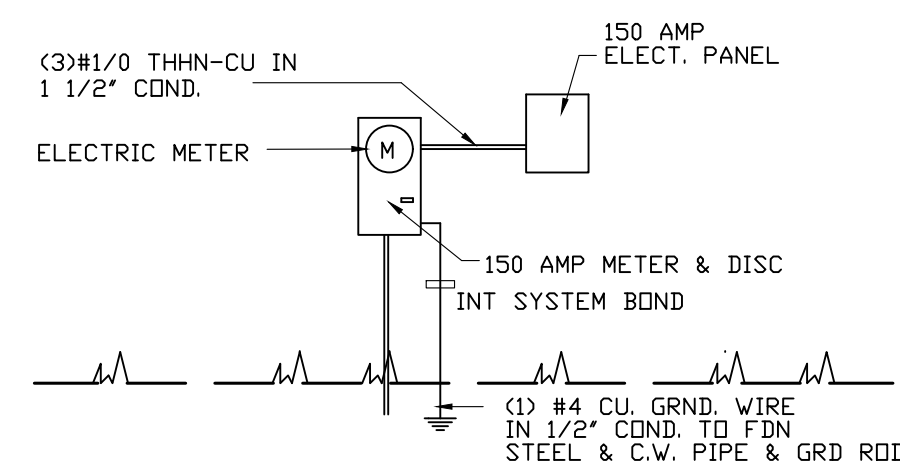 150 AMP
ELECT. PANEL
(3)#1/0 THHN-CU IN
1 1/2" COND.
ELECTRIC METER
M
150 AMP METER & DISC
INT SYSTEM BOND
(1) #4 CU. GRND. WIRE
IN 1/2" COND. TO FDN
STEEL & C.W. PIPE & GRD ROD